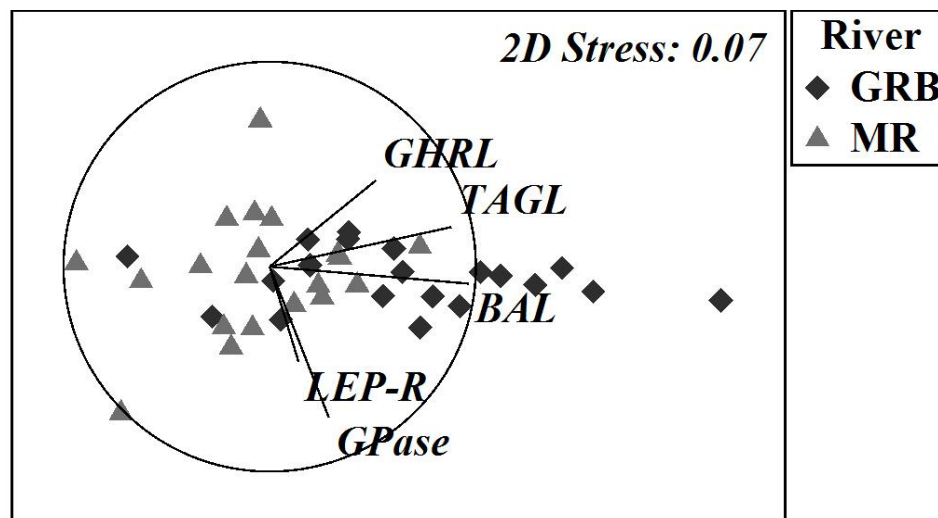 2D Stress: 0.07
River
GRB
MR
GHRL
TAGL
BAL
LEP-R
GPase